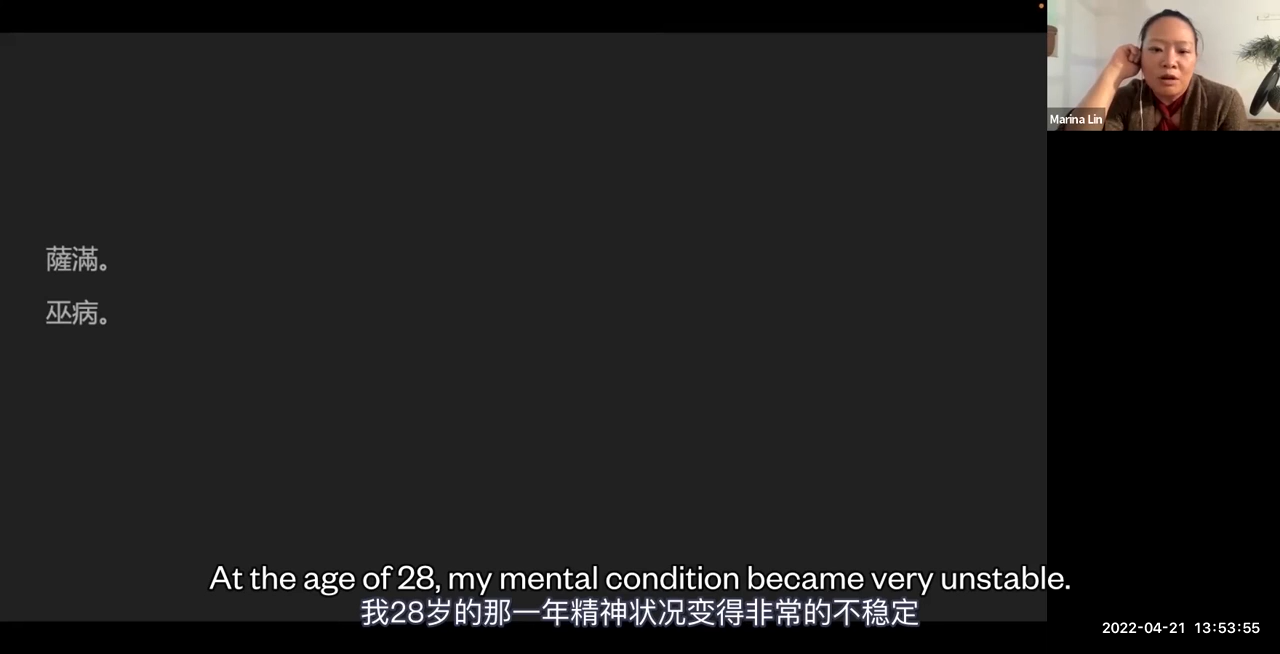 Marina Lin
薩滿。
巫病。
At the age of 28, my mental condition became very unstable.
我28岁的那一年精神状况变得非常的不稳定
2022-04-21 13:53:55